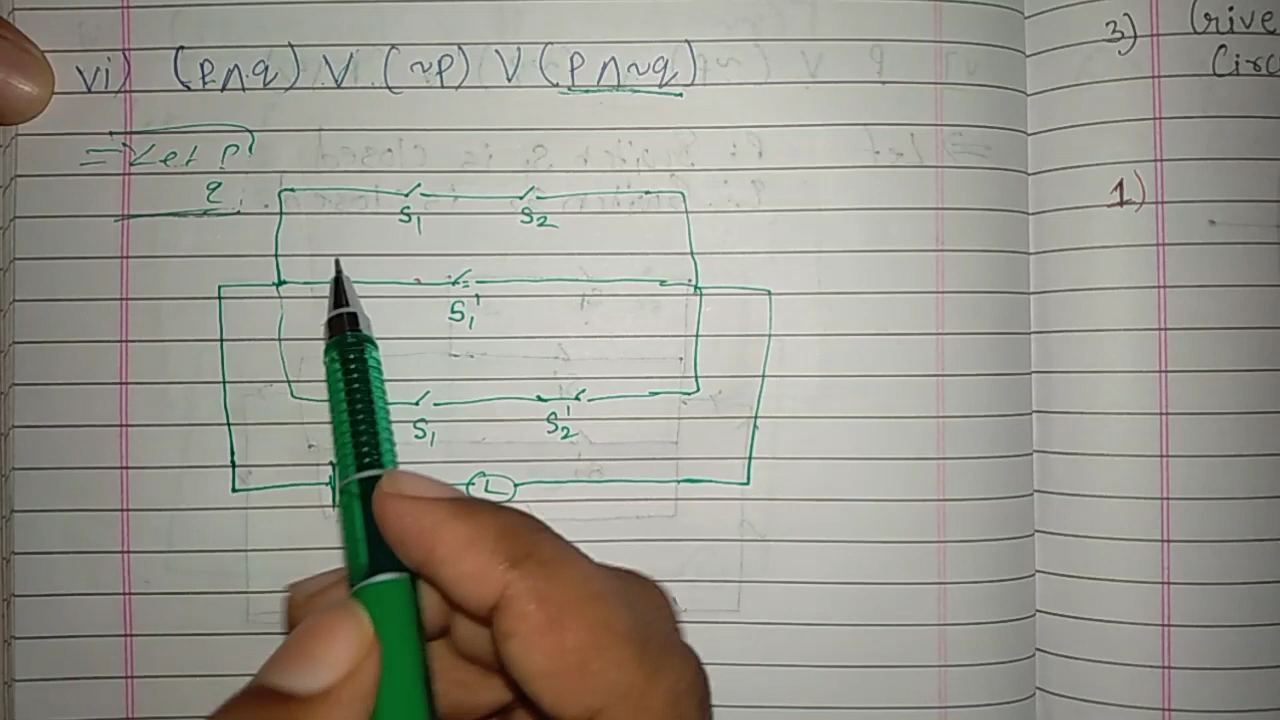 vi) (p∧q) ∨ (~p) ∨ (p∧~q)
= Let p
q
S₁ S₂
S₁'
S₁ S₂'
L
3) Give
Circ
1)